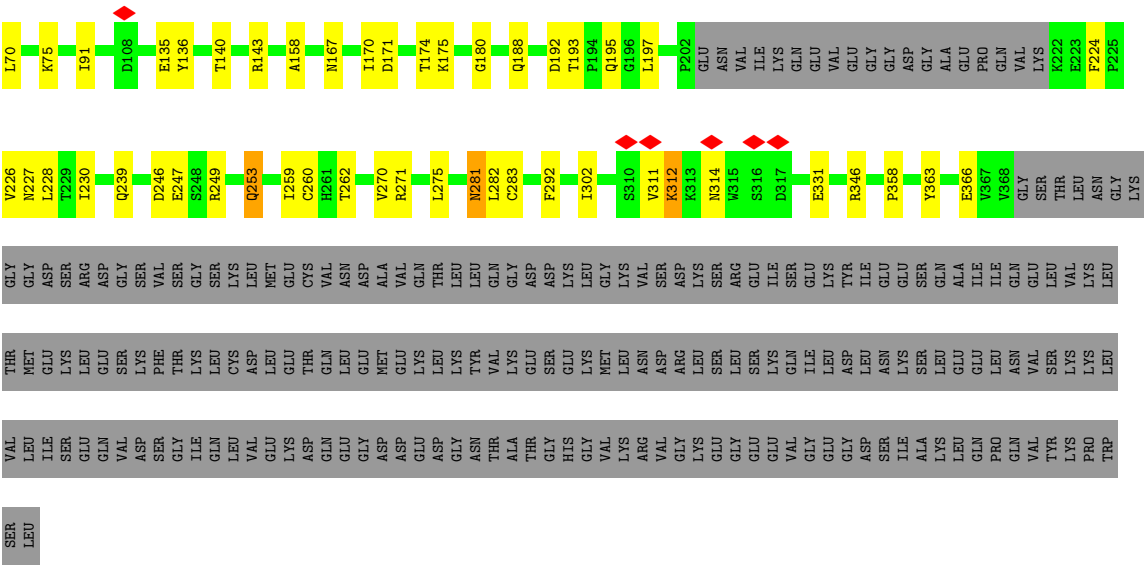 L70 K75 I91 D108 E135 Y136 T140 R143 A158 N167 I170 D171 T174 K175 G180 Q188 D192 T193 P194 Q195 G196 L197 P202 GLU ASN VAL ILE LYS GLN GLU VAL GLU GLY GLY ASP GLY ALA GLU PRO GLN VAL LYS K222 E223 F224 P225
V226 N227 L228 T229 I230 Q239 D246 E247 S248 R249 Q253 I259 C260 H261 T262 V270 R271 L275 N281 L282 C283 F292 I302 S310 V311 K312 K313 N314 W315 S316 D317 E331 R346 P358 Y363 E366 V367 V368 GLY SER THR LEU ASN GLY LYS
GLY GLY ASP SER ARG ASP GLY SER VAL SER GLY SER LYS LEU MET GLU CYS VAL ASN ASP ALA VAL GLN THR LEU LEU GLN GLY ASP ASP LYS LEU GLY LYS VAL SER ASP LYS SER ARG GLU ILE SER GLU LYS TYR ILE GLU GLU SER GLN ALA ILE ILE GLN GLU LEU VAL LYS LYS LEU
THR MET GLU LYS LEU GLU SER LYS PHE THR LYS LEU CYS ASP LEU GLU THR GLN LEU GLU MET GLU LYS LEU TYR VAL LYS GLU SER GLU LYS MET LEU ASN ASP ARG LEU SER LEU SER LYS GLN ILE LEU ASP LEU ASN LYS SER LEU GLU GLU LEU ASN VAL SER LYS LYS LEU
VAL LEU ILE SER GLU GLN VAL ASP SER GLY ILE GLN LEU VAL GLU LYS ASP GLN GLU GLY ASP ASP GLU ASP GLY ASN THR ALA THR GLY HIS GLY VAL LYS ARG VAL GLY LYS GLU GLY GLU GLU VAL GLY GLU GLY ASP SER ILE ALA LYS LEU GLN PRO GLN VAL TYR LYS PRO TRP
SER LEU